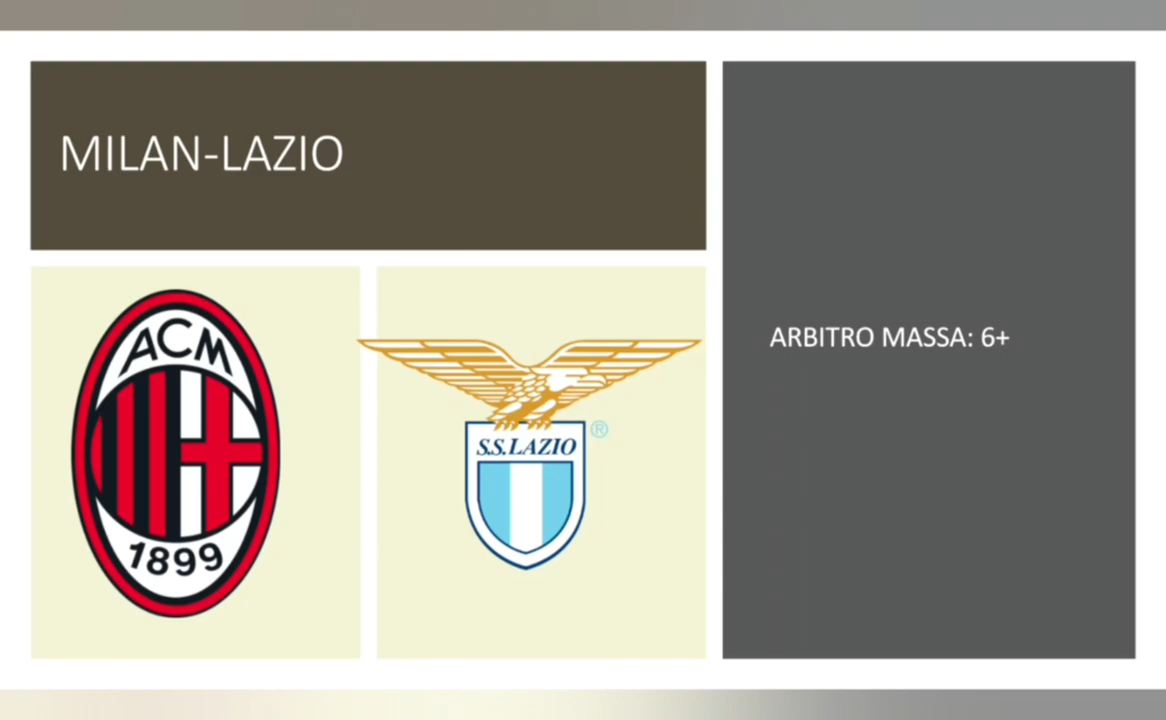 MILAN-LAZIO
ARBITRO MASSA: 6+
ACM
1899
S.S.LAZIO
®